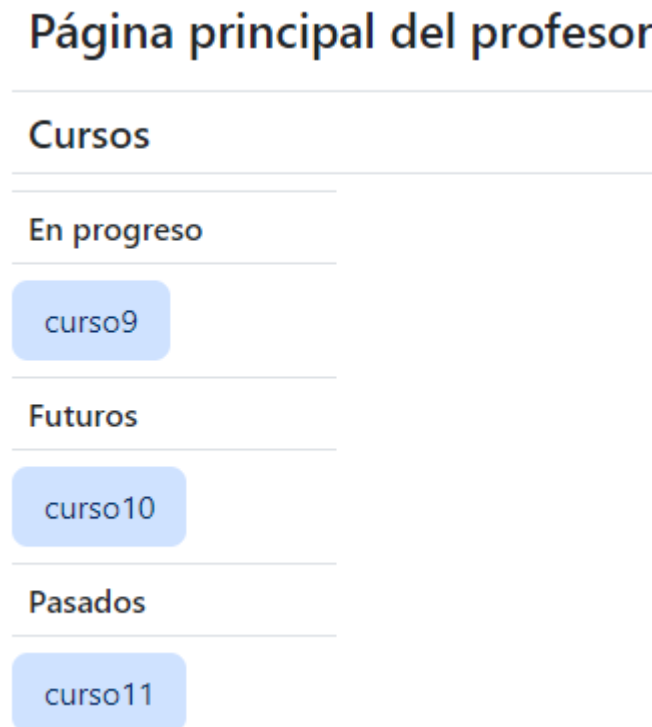 Página principal del profesor
Cursos
En progreso
curso9
Futuros
curso10
Pasados
curso11